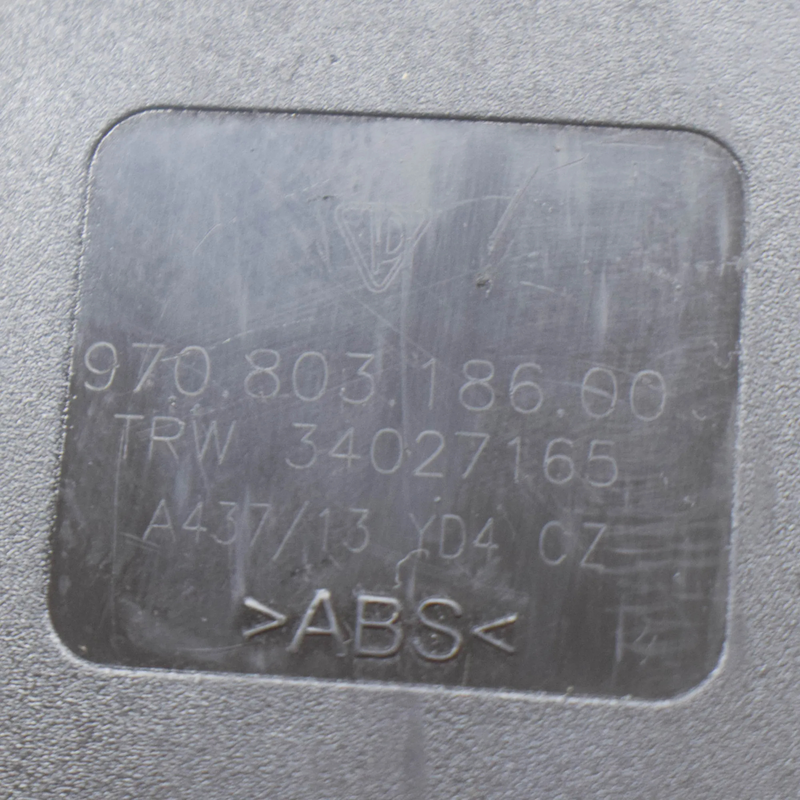 970.803.186.00
TRW 34027165
A437/13 YD4 CZ
>ABS<